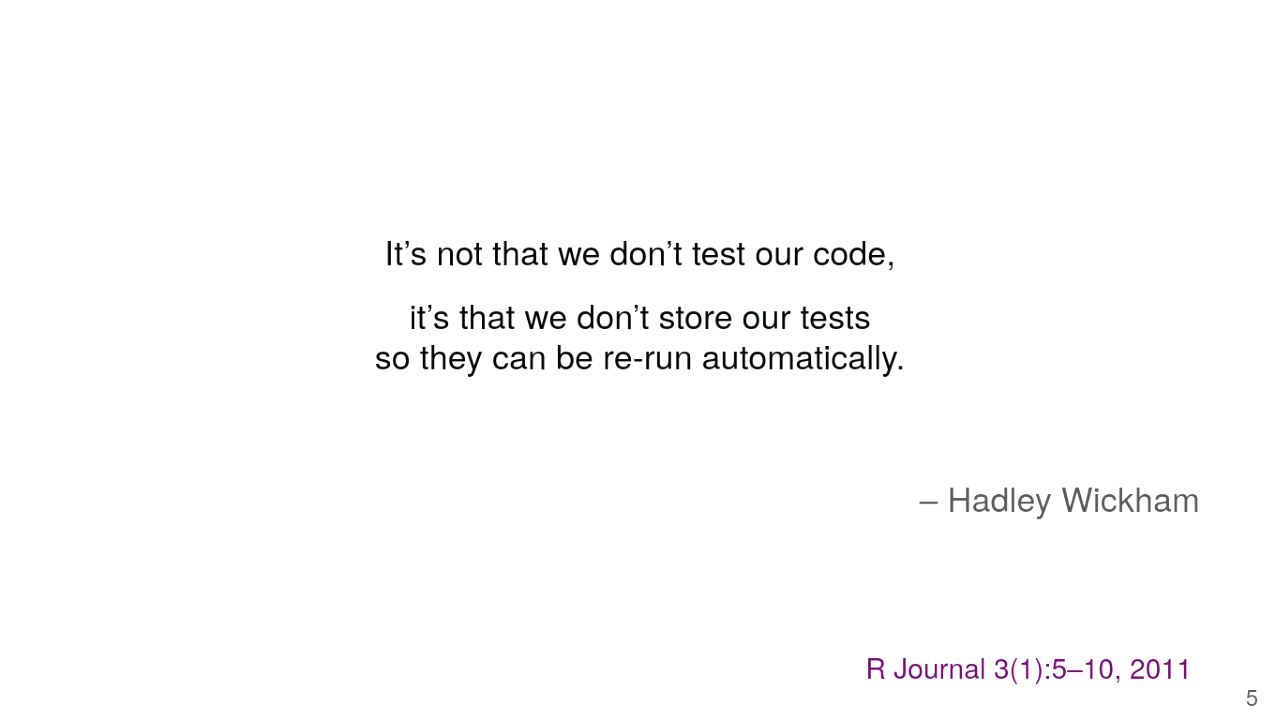 It’s not that we don’t test our code,
it’s that we don’t store our tests
so they can be re-run automatically.
– Hadley Wickham
R Journal 3(1):5–10, 2011
5